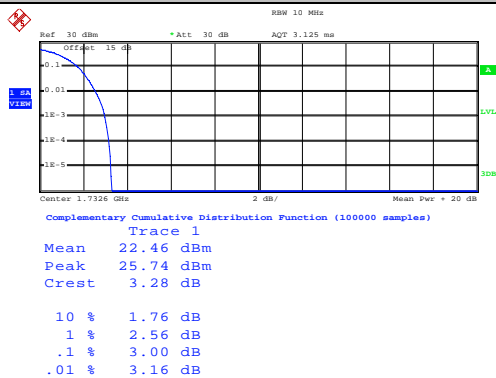 RBW 10 MHz
Ref 30 dBm *Att 30 dB AQT 3.125 ms
Offset 15 dB
0.1
0.01
1E-3
1E-4
1E-5
A
1 SA
VIEW
LVL
3DB
Center 1.7326 GHz 2 dB/ Mean Pwr + 20 dB
Complementary Cumulative Distribution Function (100000 samples)
Trace 1
Mean 22.46 dBm
Peak 25.74 dBm
Crest 3.28 dB
10 % 1.76 dB
1 % 2.56 dB
.1 % 3.00 dB
.01 % 3.16 dB